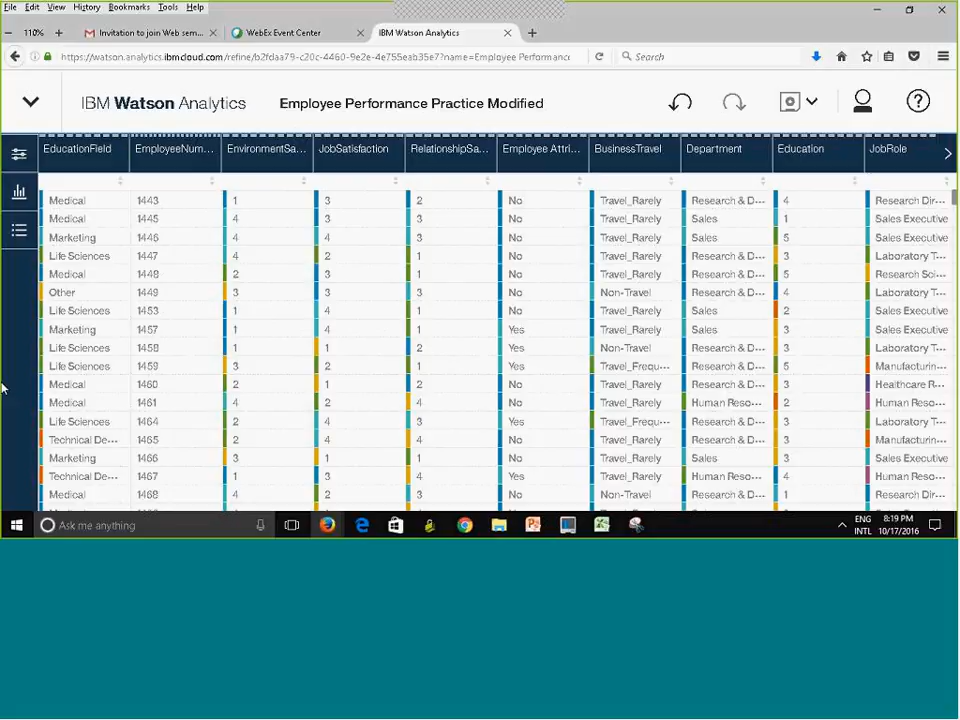 File Edit View History Bookmarks Tools Help
110% Invitation to join Web sem... WebEx Event Center IBM Watson Analytics
https://watson.analytics.ibmcloud.com/refine/b2fdaa79-c20c-4460-9e2e-4e755eab35e7?name=Employee Performance Search
IBM Watson Analytics Employee Performance Practice Modified
EducationField EmployeeNum... EnvironmentSa... JobSatisfaction RelationshipSa... Employee Attri... BusinessTravel Department Education JobRole
Medical 1443 1 3 2 No Travel_Rarely Research & D... 4 Research Dir...
Medical 1445 4 3 3 No Travel_Rarely Sales 1 Sales Executive
Marketing 1446 4 4 3 No Travel_Rarely Sales 5 Sales Executive
Life Sciences 1447 4 2 1 No Travel_Rarely Research & D... 3 Laboratory T...
Medical 1448 2 3 1 No Travel_Rarely Research & D... 5 Research Sci...
Other 1449 3 3 3 No Non-Travel Research & D... 4 Laboratory T...
Life Sciences 1453 1 4 1 No Travel_Rarely Sales 2 Sales Executive
Marketing 1457 1 4 1 Yes Travel_Rarely Sales 3 Sales Executive
Life Sciences 1458 1 1 2 Yes Non-Travel Research & D... 3 Laboratory T...
Life Sciences 1459 3 2 1 Yes Travel_Frequ... Research & D... 5 Manufacturin...
Medical 1460 2 1 2 No Travel_Rarely Research & D... 3 Healthcare R...
Medical 1461 4 2 4 No Travel_Rarely Human Reso... 2 Human Reso...
Life Sciences 1464 2 4 3 Yes Travel_Frequ... Research & D... 3 Laboratory T...
Technical De... 1465 2 4 4 No Travel_Rarely Research & D... 3 Manufacturin...
Marketing 1466 3 1 1 No Travel_Rarely Sales 3 Sales Executive
Technical De... 1467 1 3 4 Yes Travel_Rarely Human Reso... 4 Human Reso...
Medical 1468 4 2 3 No Non-Travel Research & D... 1 Research Dir...
Ask me anything ENG 8:19 PM
INTL 10/17/2016